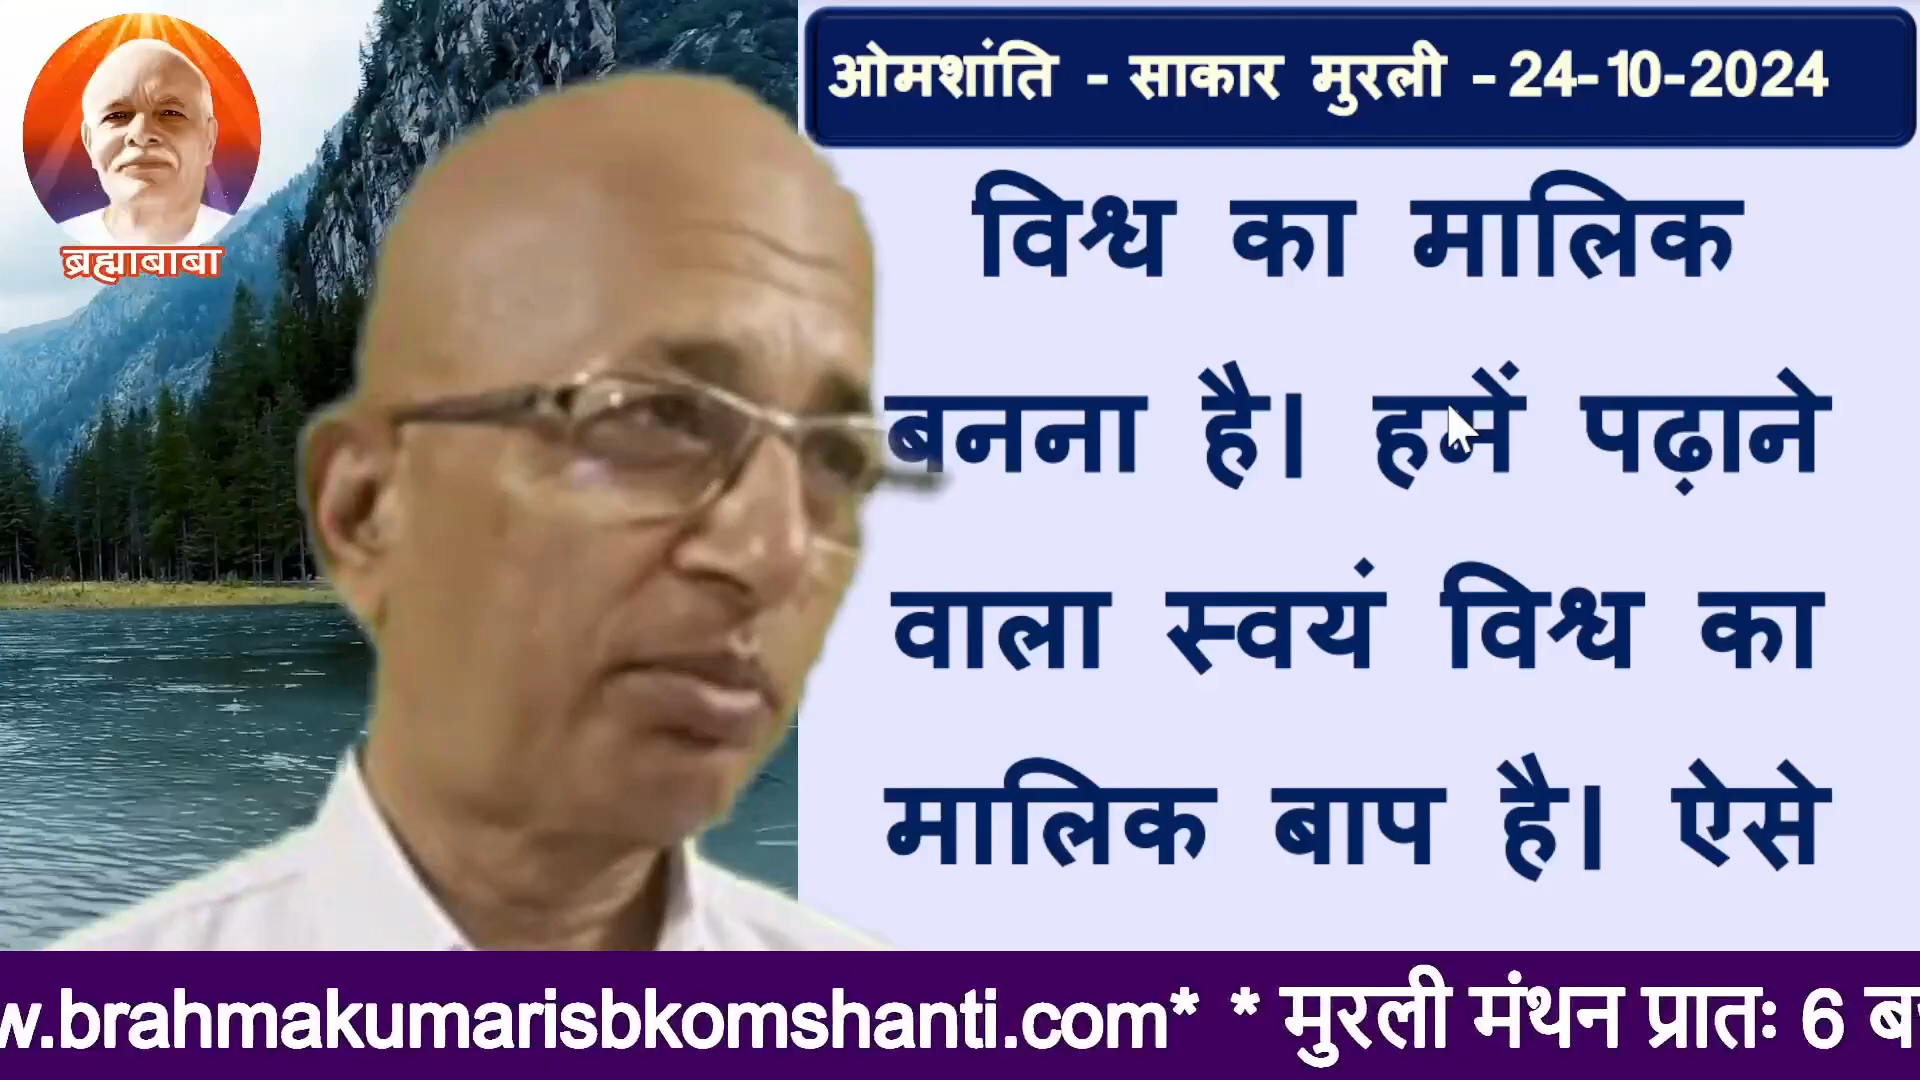 ब्रह्माबाबा
ओमशांति - साकार मुरली - 24-10-2024
विश्व का मालिक
बनना है। हमें पढ़ाने
वाला स्वयं विश्व का
मालिक बाप है। ऐसे
w.brahmakumarisbkomshanti.com* * मुरली मंथन प्रातः 6